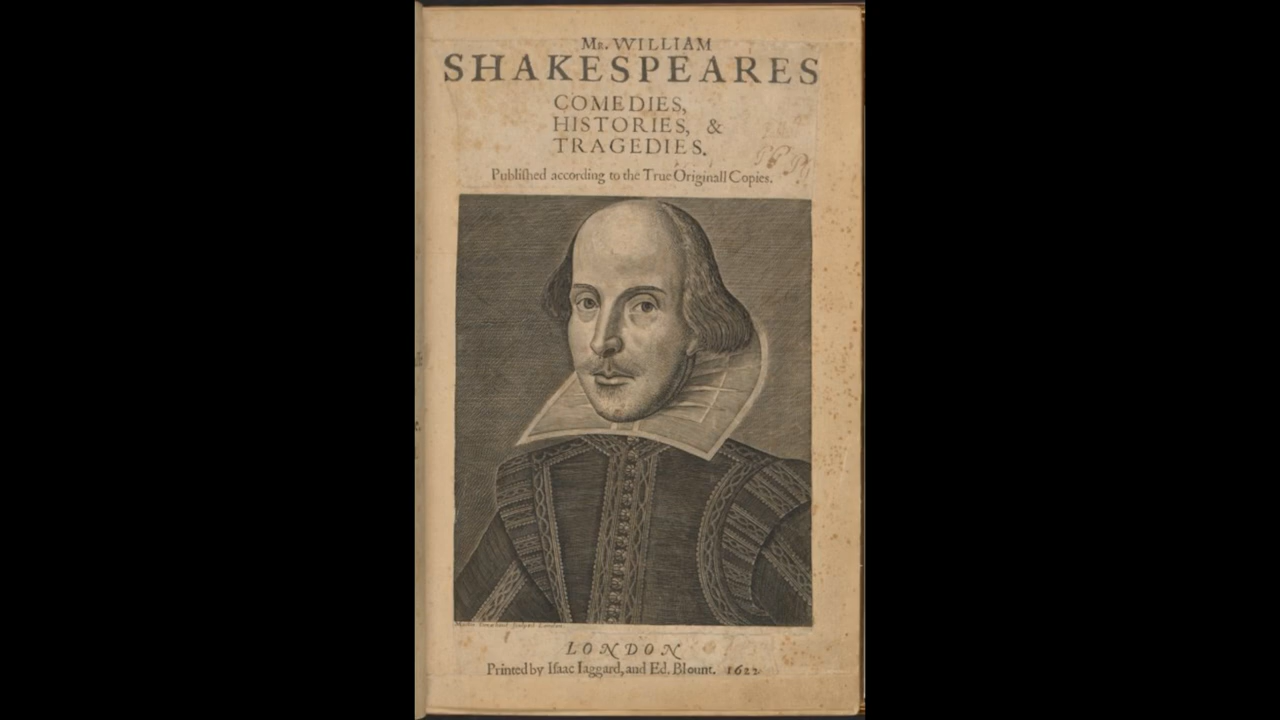 Mr. WILLIAM
SHAKESPEARES
COMEDIES,
HISTORIES, &
TRAGEDIES.
Publiſhed according to the True Originall Copies.
LONDON
Printed by Iſaac Iaggard, and Ed. Blount. 1622